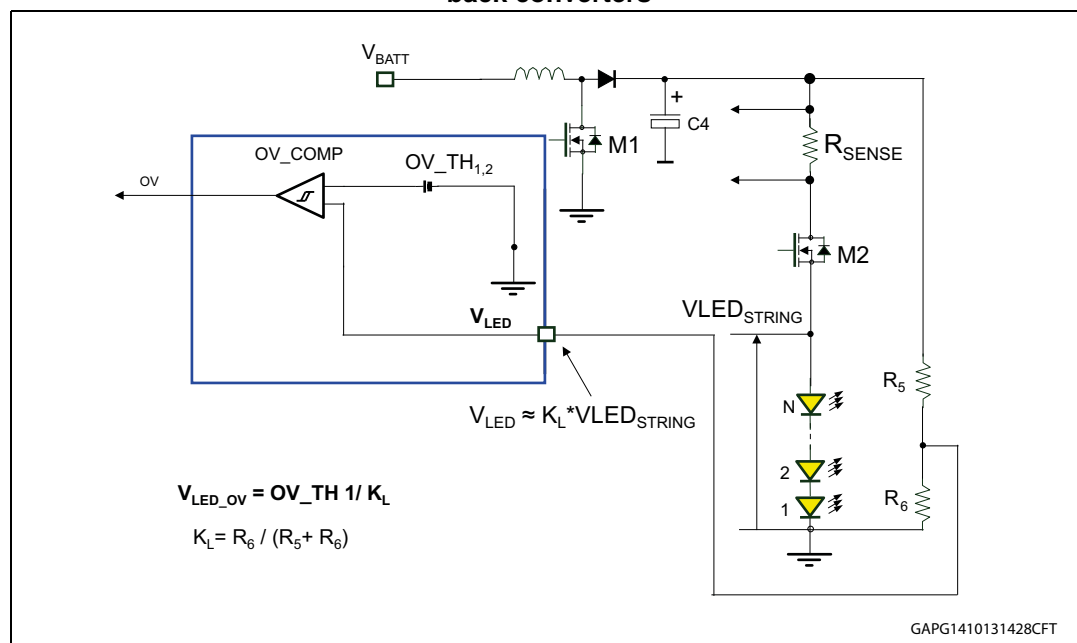 buck converters
V_BATT
+
C4
M1
R_SENSE
OV_COMP
OV_TH_1,2
OV
M2
VLED_STRING
V_LED
R_5
V_LED ≈ K_L*VLED_STRING
N
2
1
R_6
V_LED_OV = OV_TH 1/ K_L
K_L= R_6 / (R_5+ R_6)
GAPG1410131428CFT